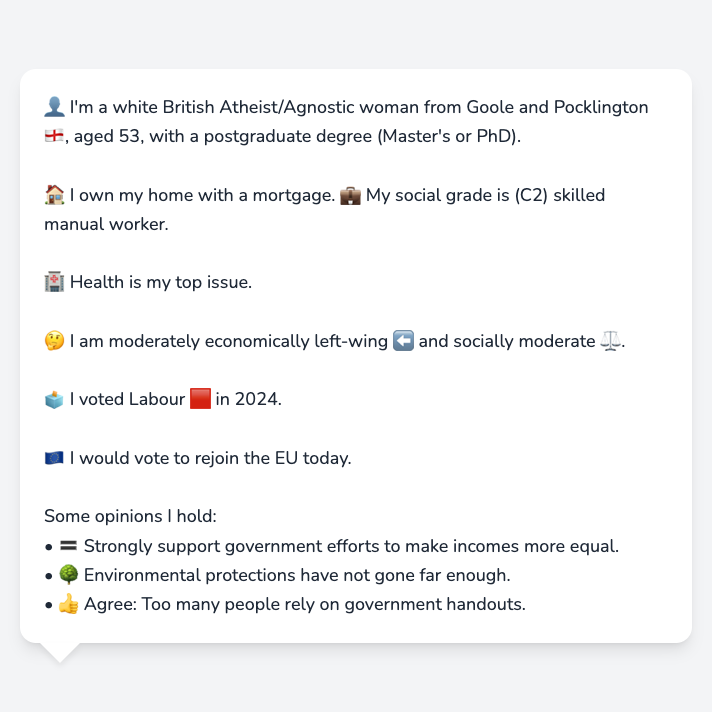 👤 I'm a white British Atheist/Agnostic woman from Goole and Pocklington
🏴󠁧󠁢󠁥󠁮󠁧󠁿, aged 53, with a postgraduate degree (Master's or PhD).
🏠 I own my home with a mortgage. 💼 My social grade is (C2) skilled
manual worker.
🏥 Health is my top issue.
🤔 I am moderately economically left-wing ⬅️ and socially moderate ⚖️.
🗳️ I voted Labour 🟥 in 2024.
🇪🇺 I would vote to rejoin the EU today.
Some opinions I hold:
• 🟰 Strongly support government efforts to make incomes more equal.
• 🌳 Environmental protections have not gone far enough.
• 👍 Agree: Too many people rely on government handouts.